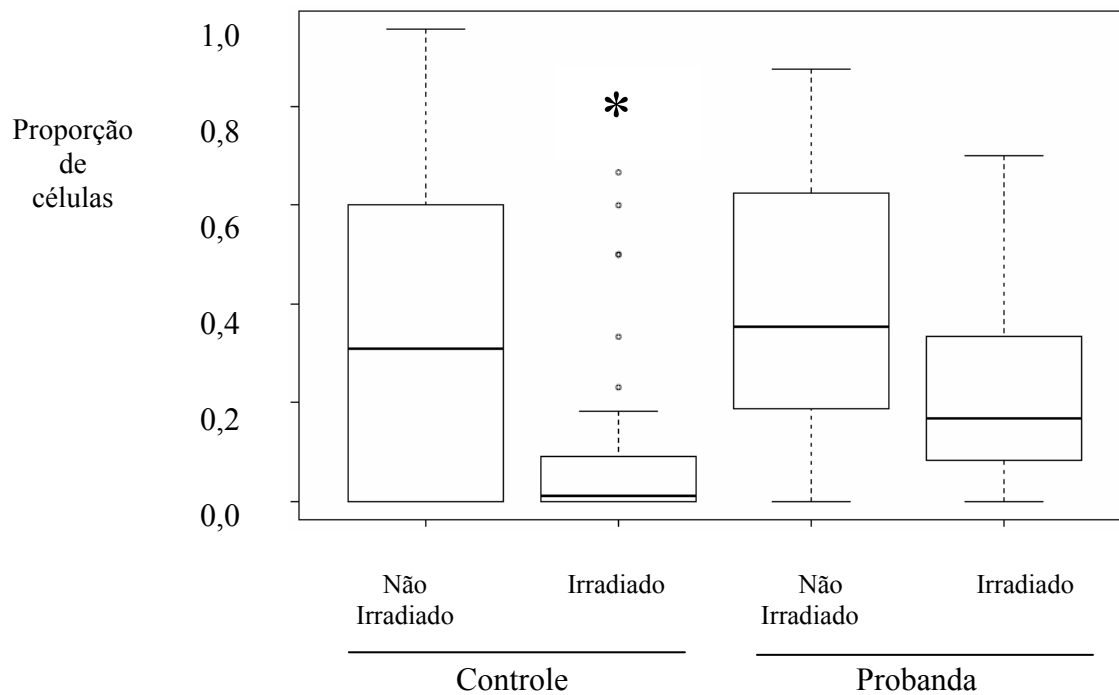 1,0
0,8
0,6
0,4
0,2
0,0
Proporção
de
células
*
Não
Irradiado
Irradiado
Não
Irradiado
Irradiado
Controle
Probanda